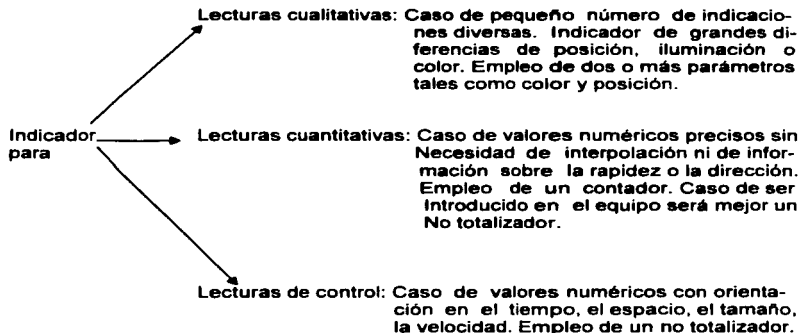 Lecturas cualitativas: Caso de pequeño número de indicacio-
nes diversas. Indicador de grandes di-
ferencias de posición, iluminación o
color. Empleo de dos o más parámetros
tales como color y posición.
Indicador
para
Lecturas cuantitativas: Caso de valores numéricos precisos sin
Necesidad de interpolación ni de infor-
mación sobre la rapidez o la dirección.
Empleo de un contador. Caso de ser
Introducido en el equipo será mejor un
No totalizador.
Lecturas de control: Caso de valores numéricos con orienta-
ción en el tiempo, el espacio, el tamaño,
la velocidad. Empleo de un no totalizador.